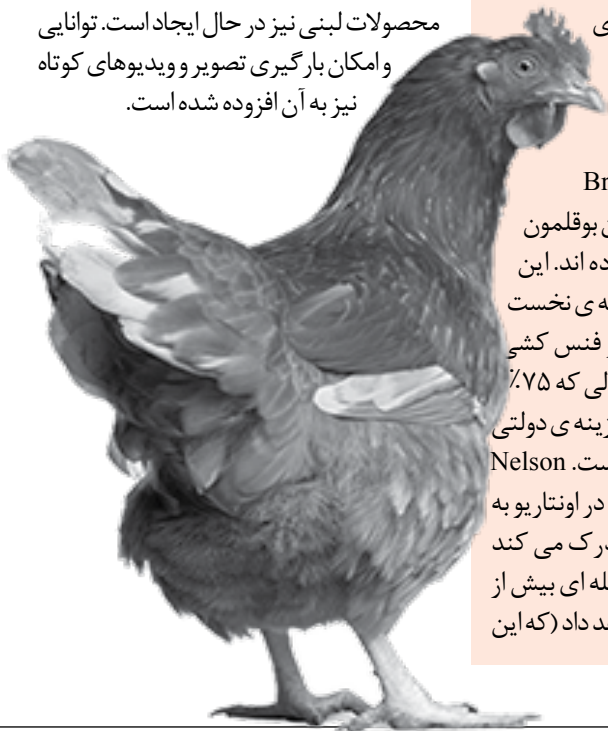 محصولات لبنی نیز در حال ایجاد است. توانایی
و امکان بارگیری تصویر و ویدیوهای کوتاه
نیز به آن افزوده شده است.
ی
Br
بوقلمون
ده اند. این
ه ی نخست
فنس کشی
لی که ۷۵٪
زینه ی دولتی
ست. Nelson
در اونتاریو به
درک می کند
له ای بیش از
ند داد (که این